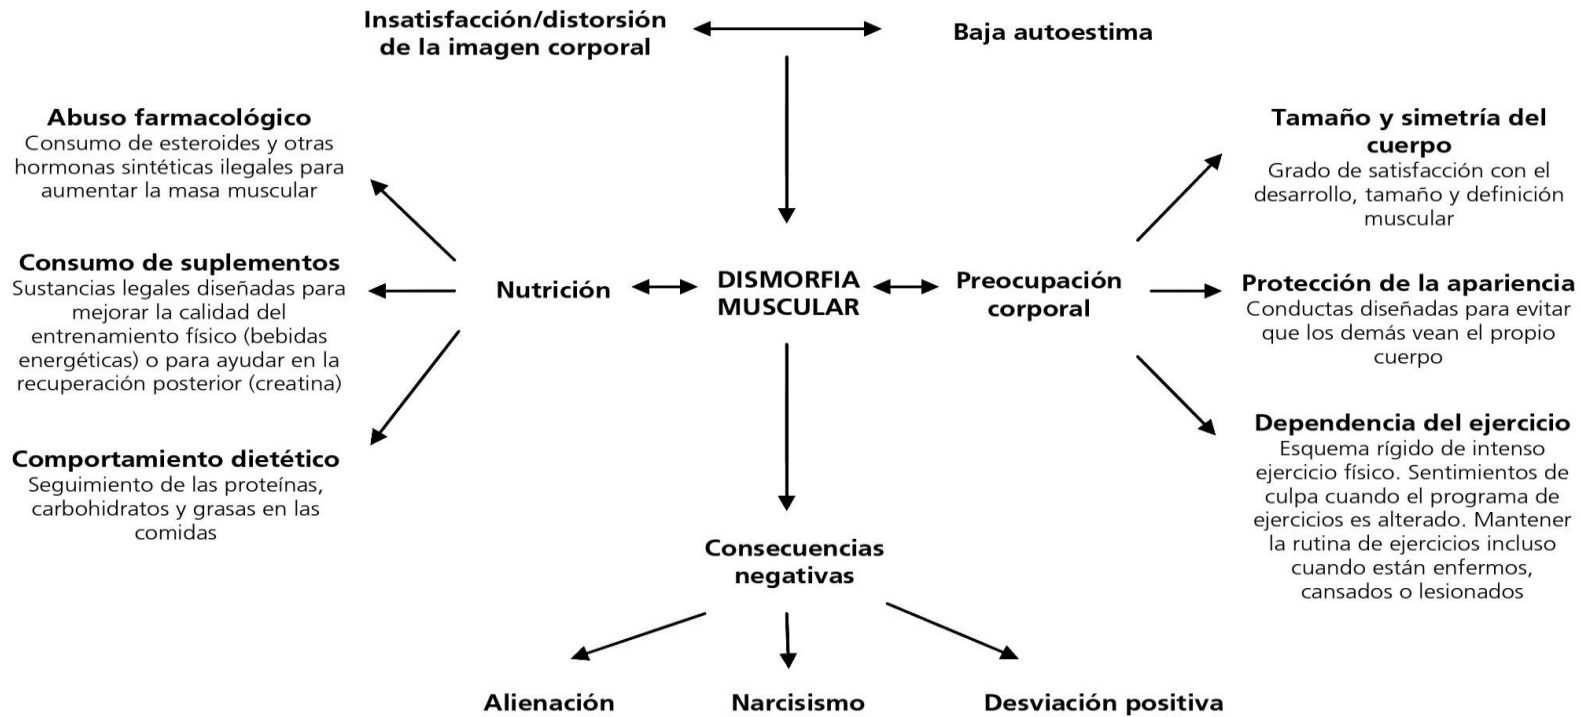 Insatisfacción/distorsión
de la imagen corporal
Baja autoestima
Abuso farmacológico
Consumo de esteroides y otras
hormonas sintéticas ilegales para
aumentar la masa muscular
Tamaño y simetría del
cuerpo
Grado de satisfacción con el
desarrollo, tamaño y definición
muscular
Consumo de suplementos
Sustancias legales diseñadas para
mejorar la calidad del
entrenamiento físico (bebidas
energéticas) o para ayudar en la
recuperación posterior (creatina)
Nutrición
DISMORFIA
MUSCULAR
Preocupación
corporal
Protección de la apariencia
Conductas diseñadas para evitar
que los demás vean el propio
cuerpo
Comportamiento dietético
Seguimiento de las proteínas,
carbohidratos y grasas en las
comidas
Dependencia del ejercicio
Esquema rígido de intenso
ejercicio físico. Sentimientos de
culpa cuando el programa de
ejercicios es alterado. Mantener
la rutina de ejercicios incluso
cuando están enfermos,
cansados o lesionados
Consecuencias
negativas
Alienación
Narcisismo
Desviación positiva